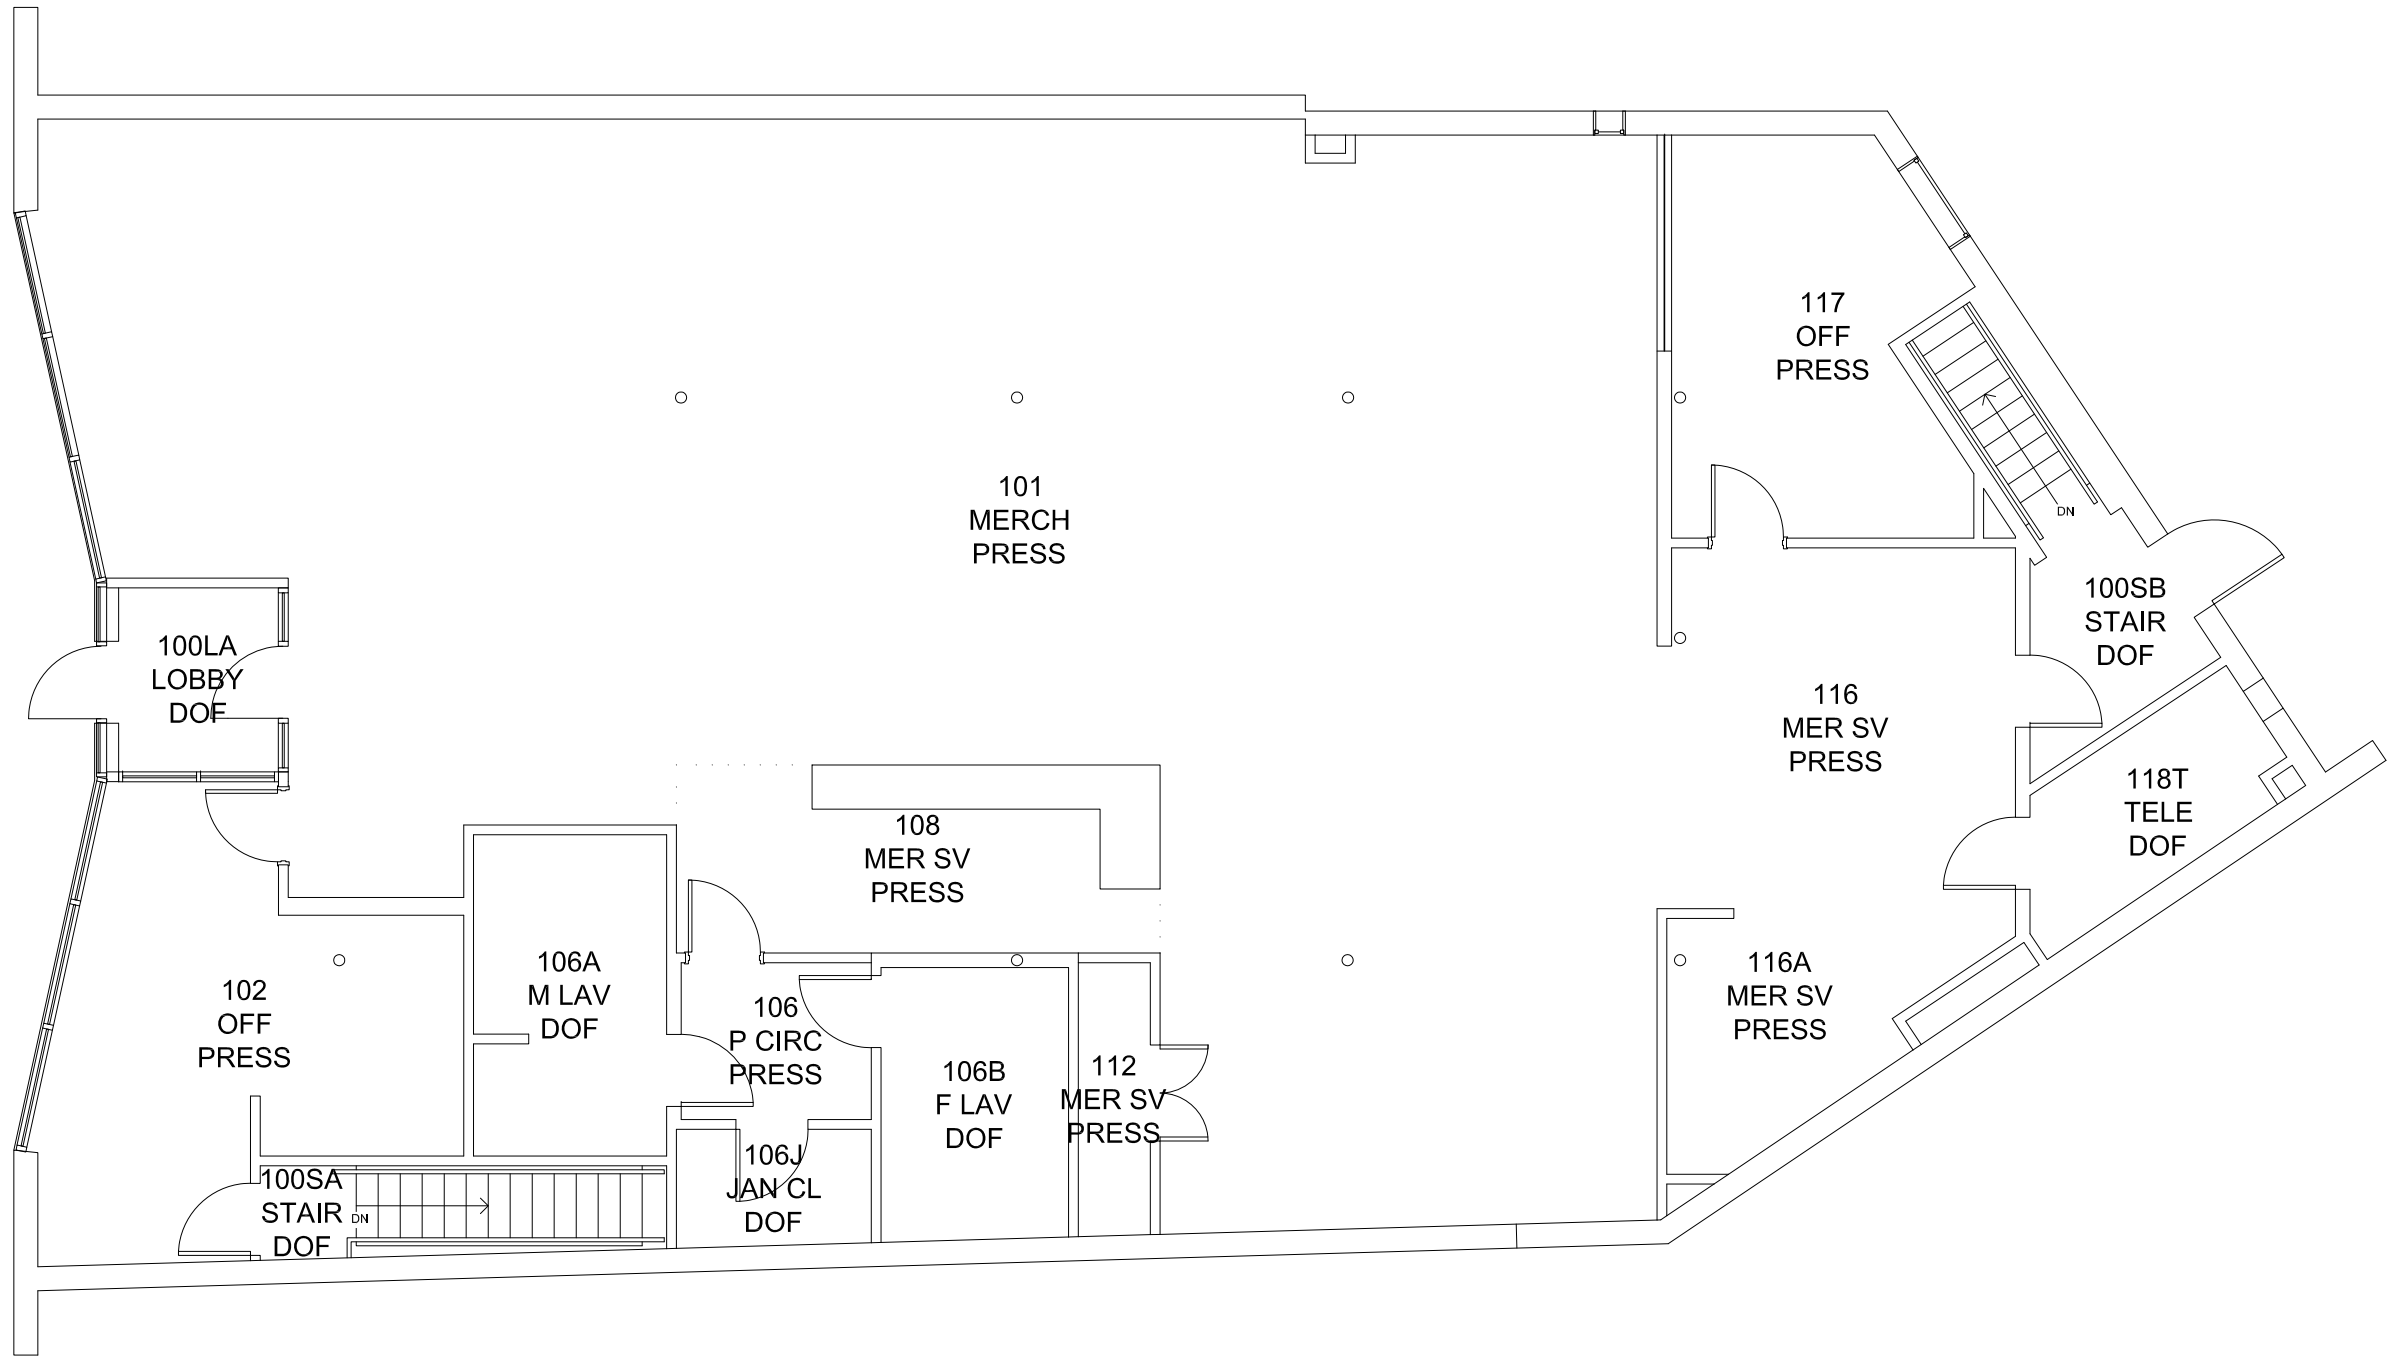 117
OFF
PRESS
101
MERCH
PRESS
DN
100SB
STAIR
DOF
100LA
LOBBY
DOF
116
MER SV
PRESS
118T
TELE
DOF
108
MER SV
PRESS
106A
M LAV
DOF
116A
MER SV
PRESS
102
OFF
PRESS
106
P CIRC
PRESS
106B
F LAV
DOF
112
MER SV
PRESS
106J
JAN CL
DOF
100SA
STAIR
DOF
DN